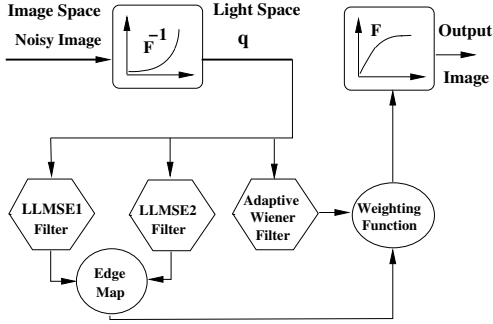 Image Space
Noisy Image
F-1
Light Space
q
F
Output
Image
LLMSE1
Filter
LLMSE2
Filter
Adaptive
Wiener
Filter
Weighting
Function
Edge
Map